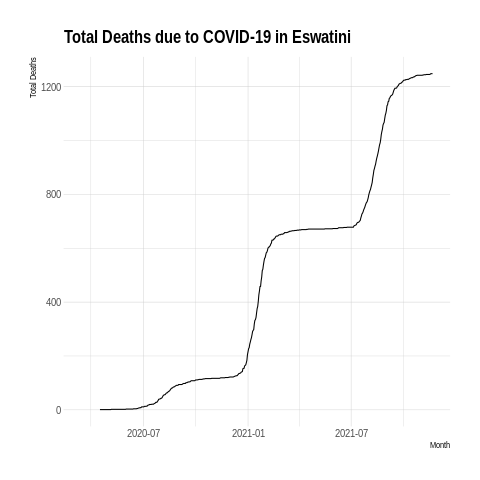 Total Deaths due to COVID-19 in Eswatini
Total Deaths
1200
800
400
0
2020-07 2021-01 2021-07
Month